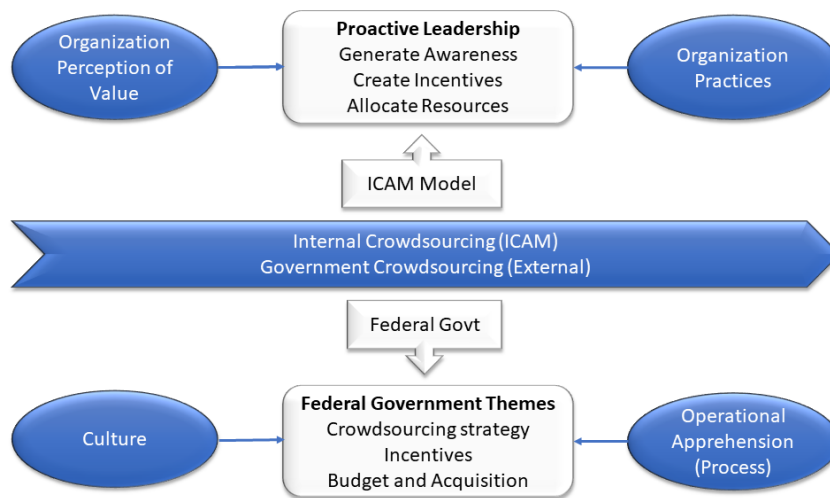 Organization
Perception of
Value
Proactive Leadership
Generate Awareness
Create Incentives
Allocate Resources
Organization
Practices
ICAM Model
Internal Crowdsourcing (ICAM)
Government Crowdsourcing (External)
Federal Govt
Culture
Federal Government Themes
Crowdsourcing strategy
Incentives
Budget and Acquisition
Operational
Apprehension
(Process)